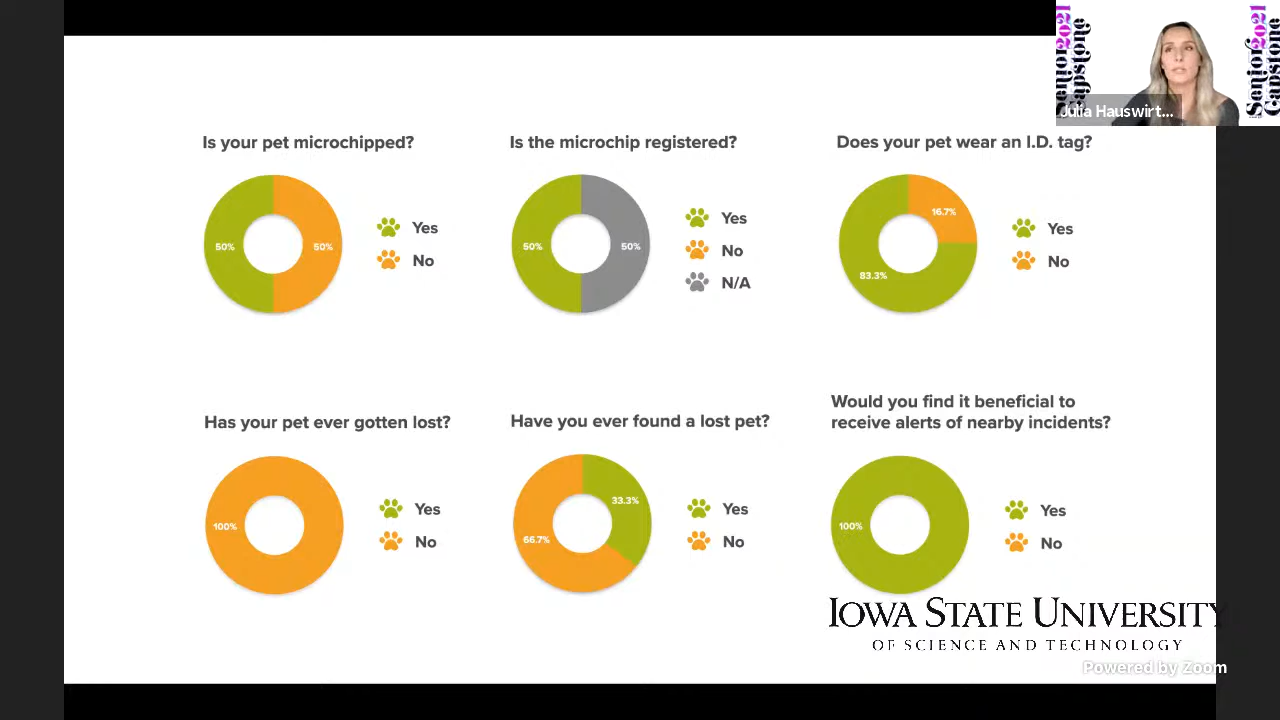 Senior 2021
Capstone
Senior 2021
Capstone
Julia Hauswirt...
Is your pet microchipped?
50%
50%
Yes
No
Is the microchip registered?
50%
50%
Yes
No
N/A
Does your pet wear an I.D. tag?
16.7%
83.3%
Yes
No
Has your pet ever gotten lost?
100%
Yes
No
Have you ever found a lost pet?
33.3%
66.7%
Yes
No
Would you find it beneficial to
receive alerts of nearby incidents?
100%
Yes
No
IOWA STATE UNIVERSITY
OF SCIENCE AND TECHNOLOGY
Powered by Zoom